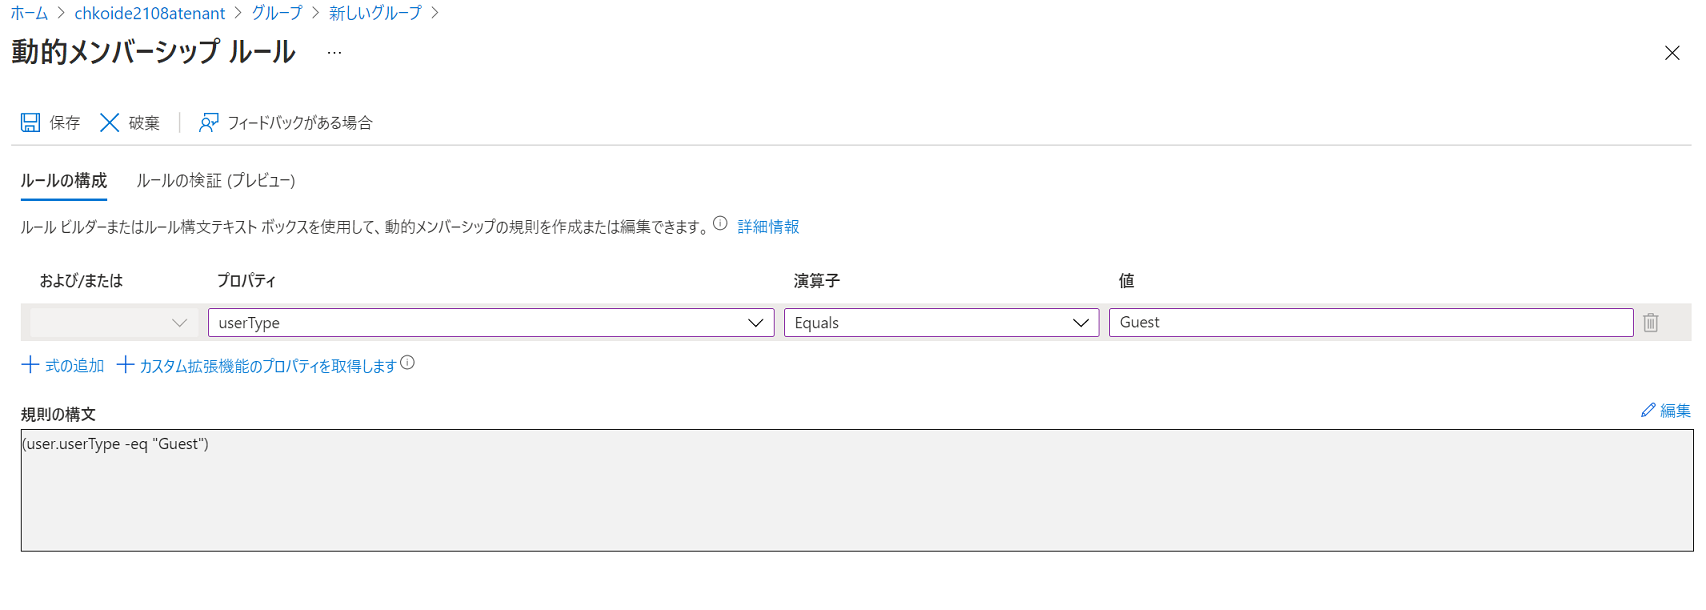 ホーム > chkoide2108atenant > グループ > 新しいグループ >
動的メンバーシップ ルール ...
保存 破棄 フィードバックがある場合
ルールの構成 ルールの検証 (プレビュー)
ルール ビルダーまたはルール構文テキスト ボックスを使用して、動的メンバーシップの規則を作成または編集できます。 詳細情報
および/または プロパティ 演算子 値
userType Equals Guest
+ 式の追加 + カスタム拡張機能のプロパティを取得します
規則の構文 編集
(user.userType -eq "Guest")